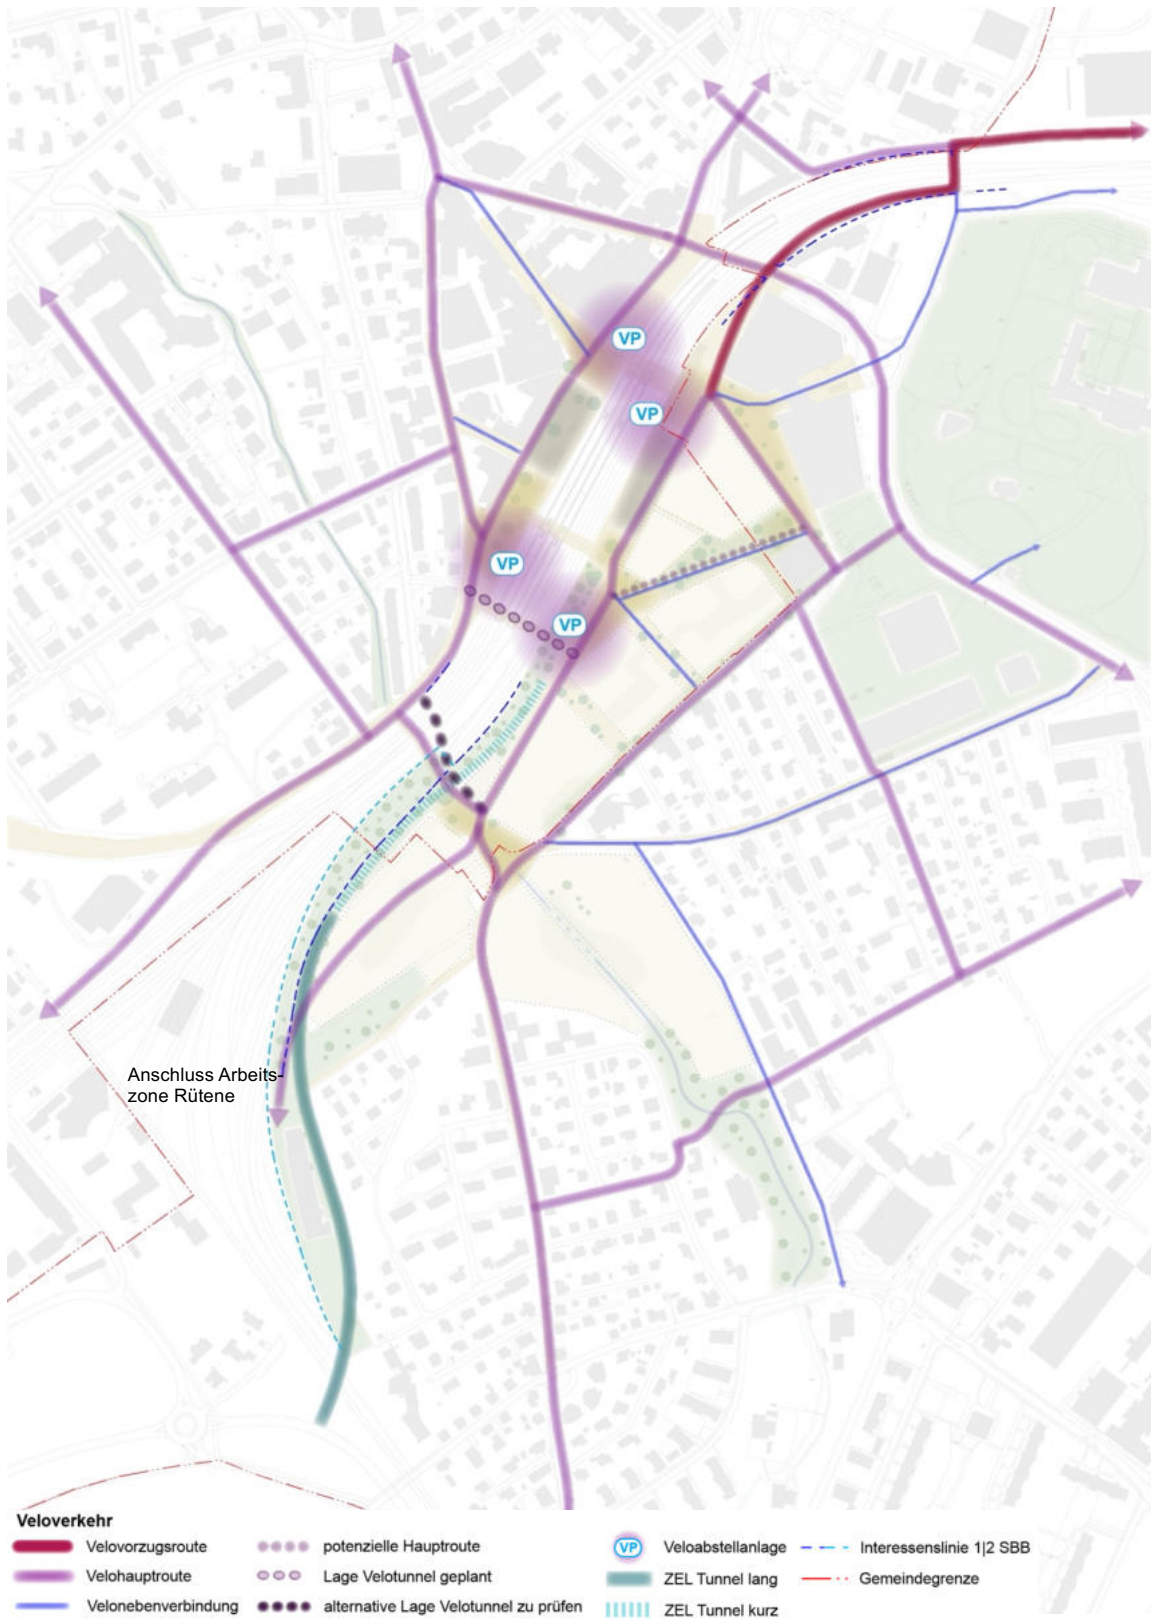 VP
VP
VP
VP
Anschluss Arbeits-
zone Rütene
Veloverkehr
Velovorzugsroute
Velohauptroute
Velonebenverbindung
potenzielle Hauptroute
Lage Velotunnel geplant
alternative Lage Velotunnel zu prüfen
VP Veloabstellanlage
ZEL Tunnel lang
ZEL Tunnel kurz
Interessenslinie 1|2 SBB
Gemeindegrenze